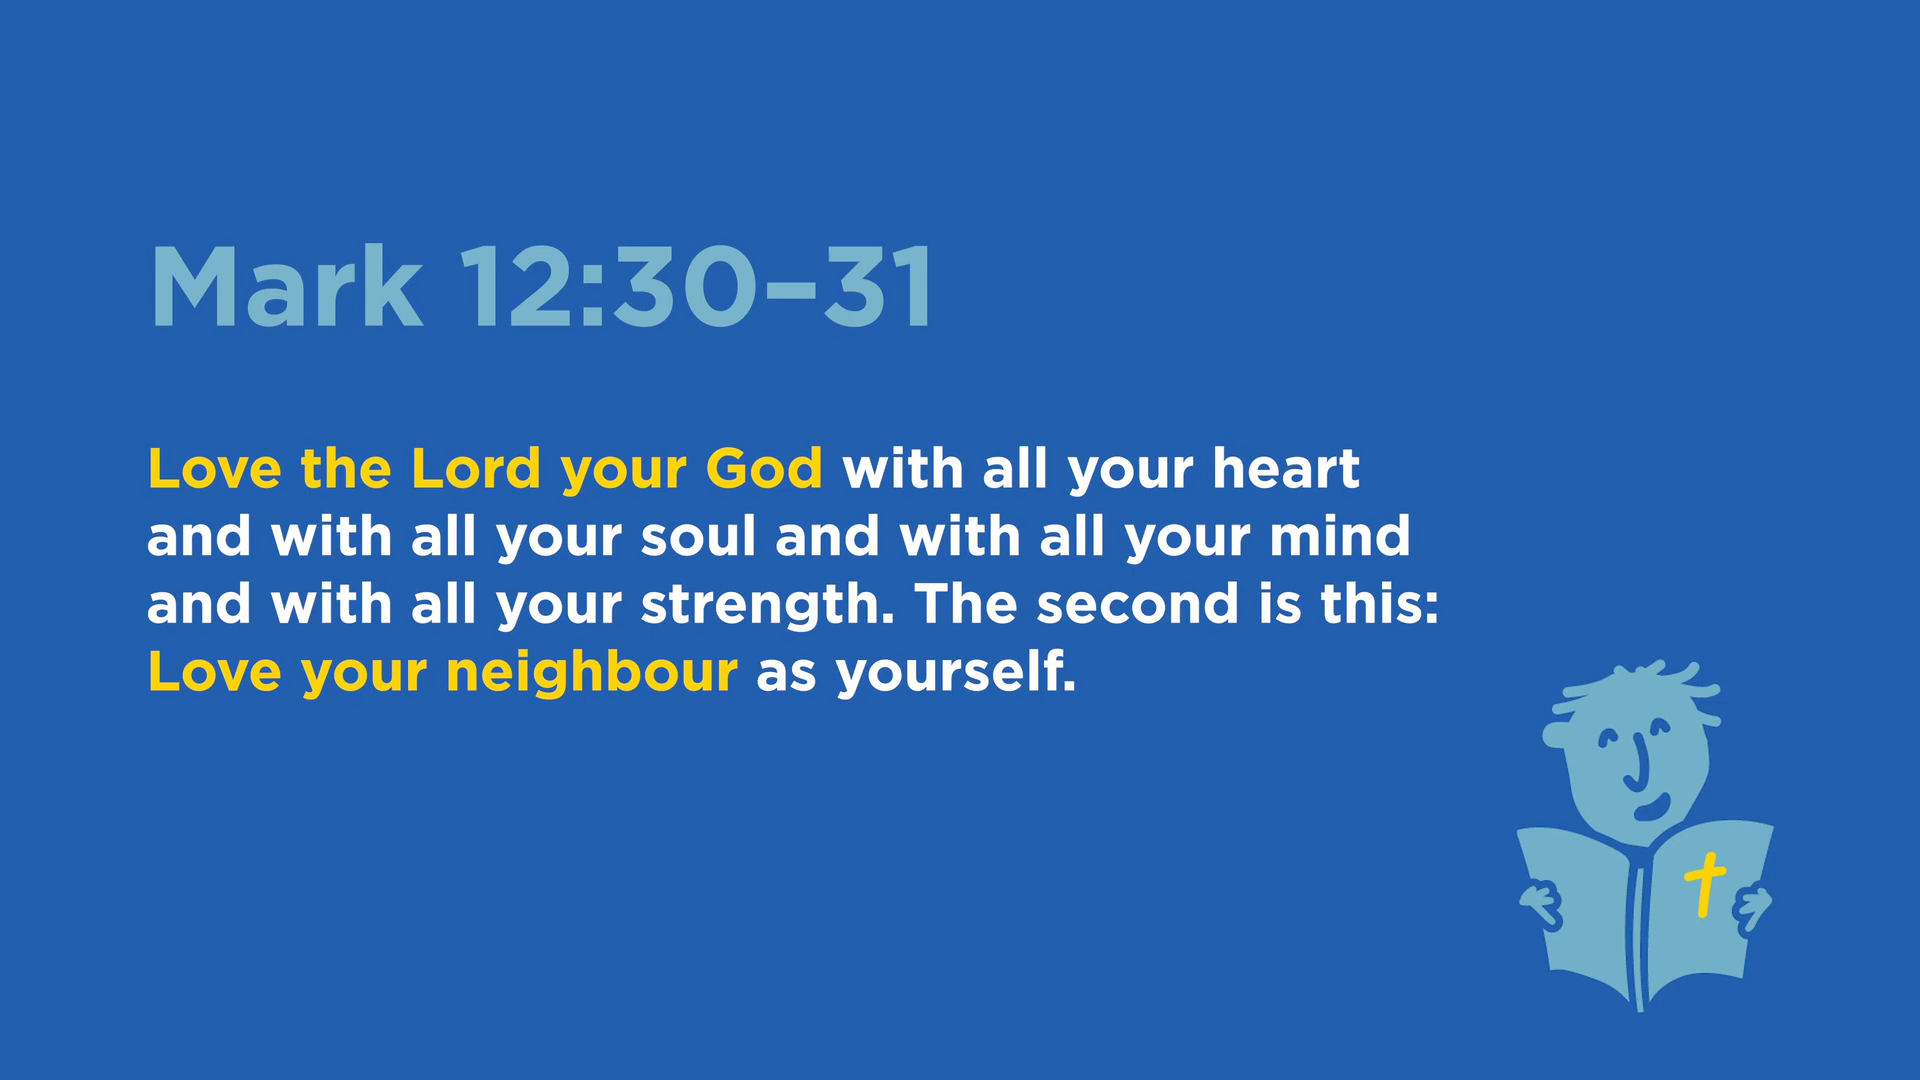 Mark 12:30–31
Love the Lord your God with all your heart
and with all your soul and with all your mind
and with all your strength. The second is this:
Love your neighbour as yourself.